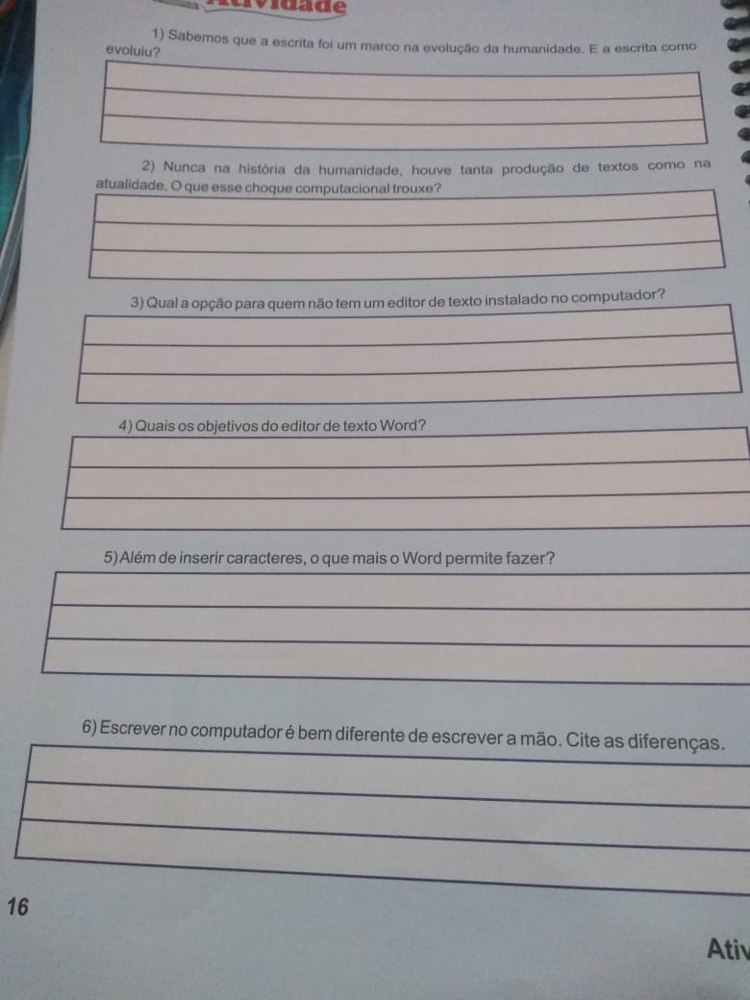 Atividade
1) Sabemos que a escrita foi um marco na evolução da humanidade. E a escrita como
evoluiu?
2) Nunca na história da humanidade, houve tanta produção de textos como na
atualidade. O que esse choque computacional trouxe?
3) Qual a opção para quem não tem um editor de texto instalado no computador?
4) Quais os objetivos do editor de texto Word?
5) Além de inserir caracteres, o que mais o Word permite fazer?
6) Escrever no computador é bem diferente de escrever a mão. Cite as diferenças.
16
Ativ